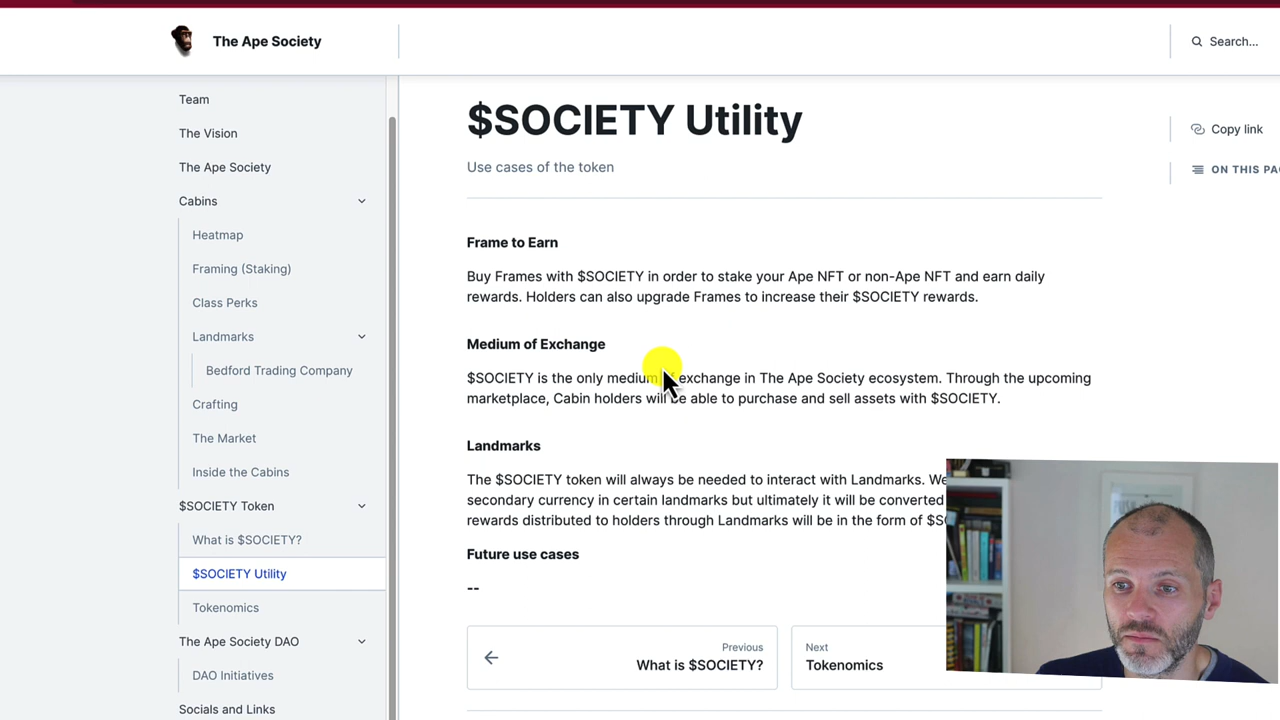 The Ape Society
Search...
Team
The Vision
The Ape Society
Cabins
Heatmap
Framing (Staking)
Class Perks
Landmarks
Bedford Trading Company
Crafting
The Market
Inside the Cabins
$SOCIETY Token
What is $SOCIETY?
$SOCIETY Utility
Tokenomics
The Ape Society DAO
DAO Initiatives
Socials and Links
$SOCIETY Utility
Use cases of the token
Frame to Earn
Buy Frames with $SOCIETY in order to stake your Ape NFT or non-Ape NFT and earn daily
rewards. Holders can also upgrade Frames to increase their $SOCIETY rewards.
Medium of Exchange
$SOCIETY is the only medium of exchange in The Ape Society ecosystem. Through the upcoming
marketplace, Cabin holders will be able to purchase and sell assets with $SOCIETY.
Landmarks
The $SOCIETY token will always be needed to interact with Landmarks. We
secondary currency in certain landmarks but ultimately it will be converted
rewards distributed to holders through Landmarks will be in the form of
Future use cases
--
Previous
What is $SOCIETY?
Next
Tokenomics
Copy link
ON THIS